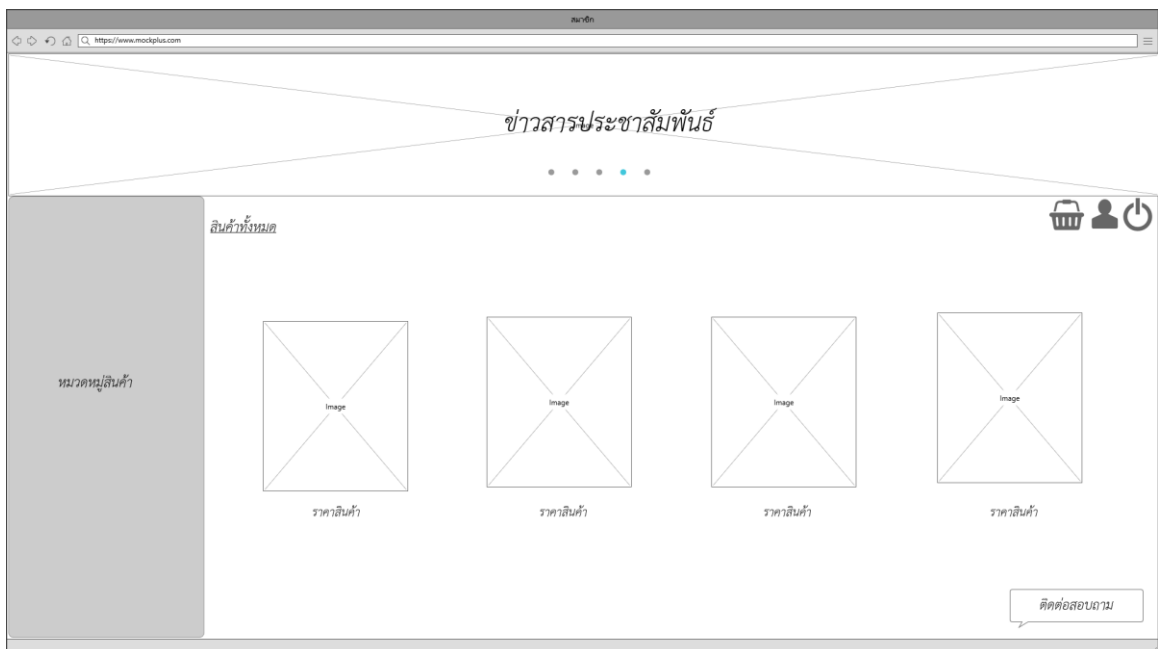 สมาชิก
https://www.mockplus.com
ข่าวสารประชาสัมพันธ์
Image
สินค้าทั้งหมด
หมวดหมู่สินค้า
Image
Image
Image
Image
ราคาสินค้า
ราคาสินค้า
ราคาสินค้า
ราคาสินค้า
ติดต่อสอบถาม